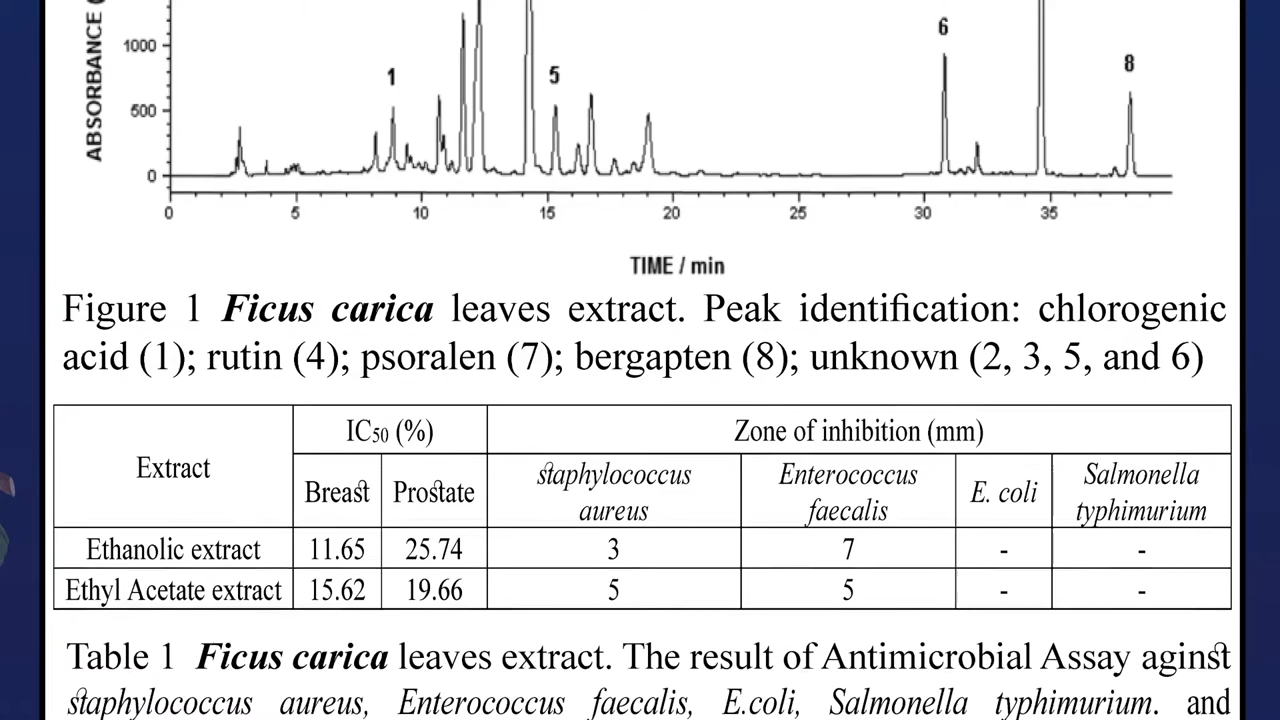 ABSORBANCE
1000
500
0
1
5
6
8
0 5 10 15 20 25 30 35
TIME / min
Figure 1 Ficus carica leaves extract. Peak identification: chlorogenic
acid (1); rutin (4); psoralen (7); bergapten (8); unknown (2, 3, 5, and 6)
Extract IC50 (%) Zone of inhibition (mm)
Breast Prostate staphylococcus aureus Enterococcus faecalis E. coli Salmonella typhimurium
Ethanolic extract 11.65 25.74 3 7 - -
Ethyl Acetate extract 15.62 19.66 5 5 - -
Table 1 Ficus carica leaves extract. The result of Antimicrobial Assay aginst
staphylococcus aureus, Enterococcus faecalis, E.coli, Salmonella typhimurium. and